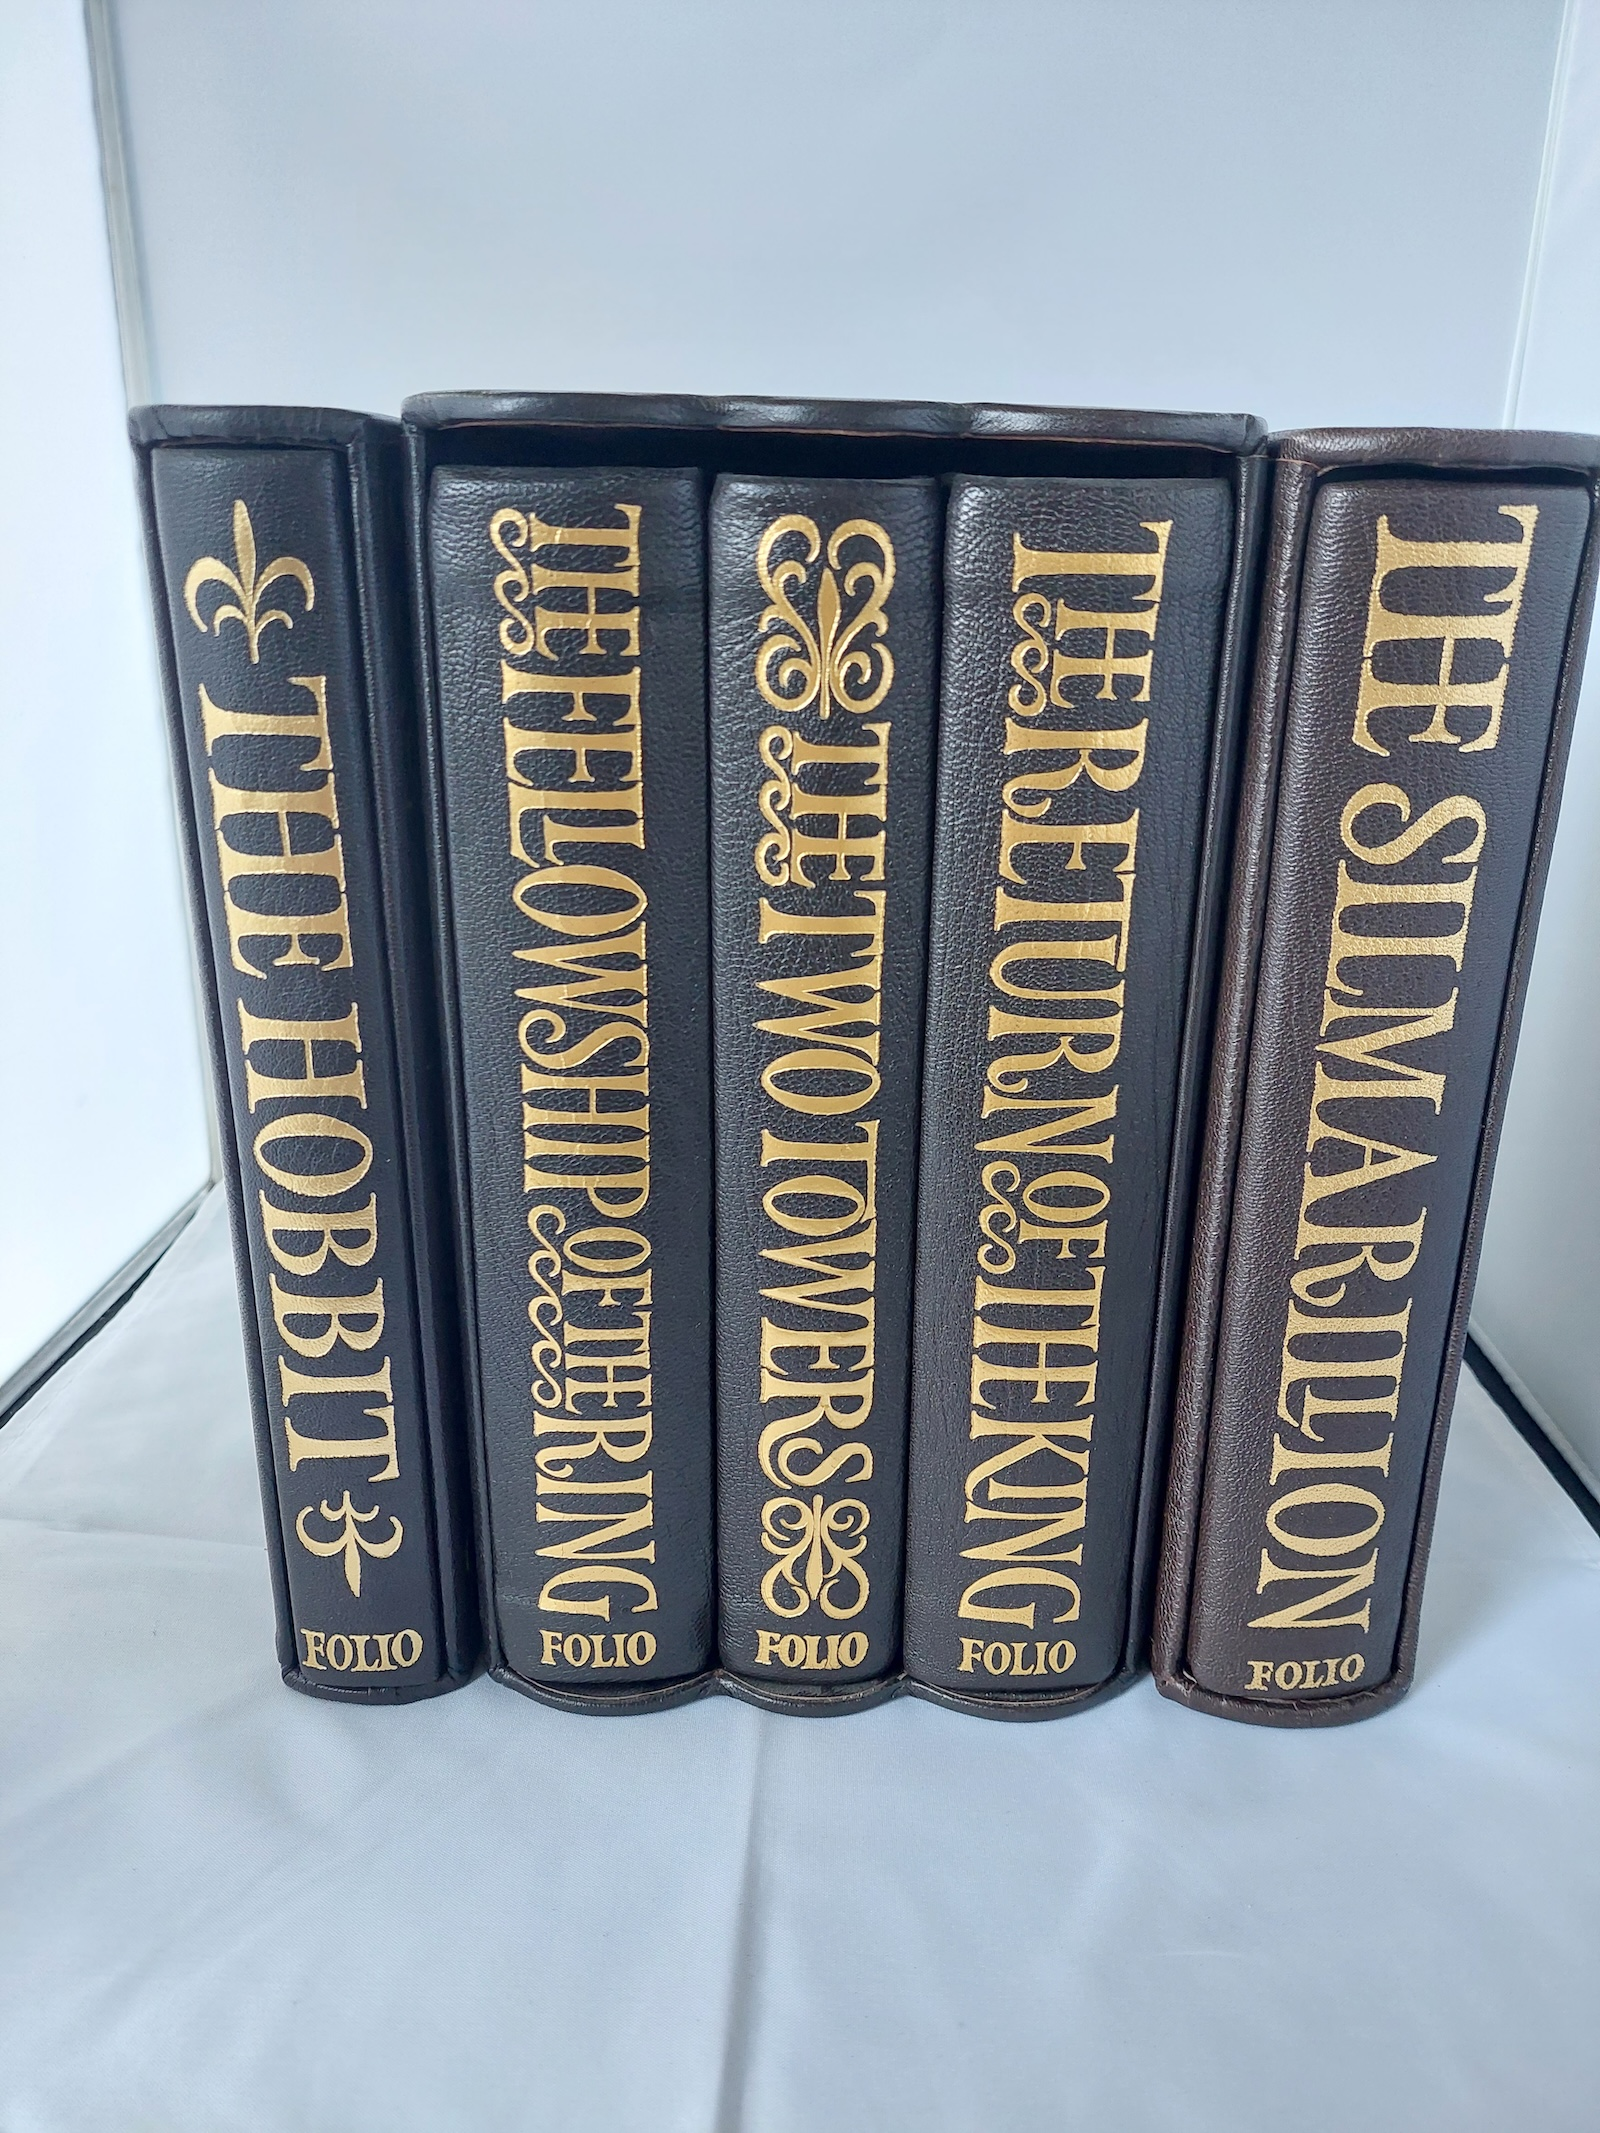 THE HOBBIT
FOLIO
THE FELLOWSHIP OF THE RING
FOLIO
THE TWO TOWERS
FOLIO
THE RETURN OF THE KING
FOLIO
THE SILMARILLION
FOLIO